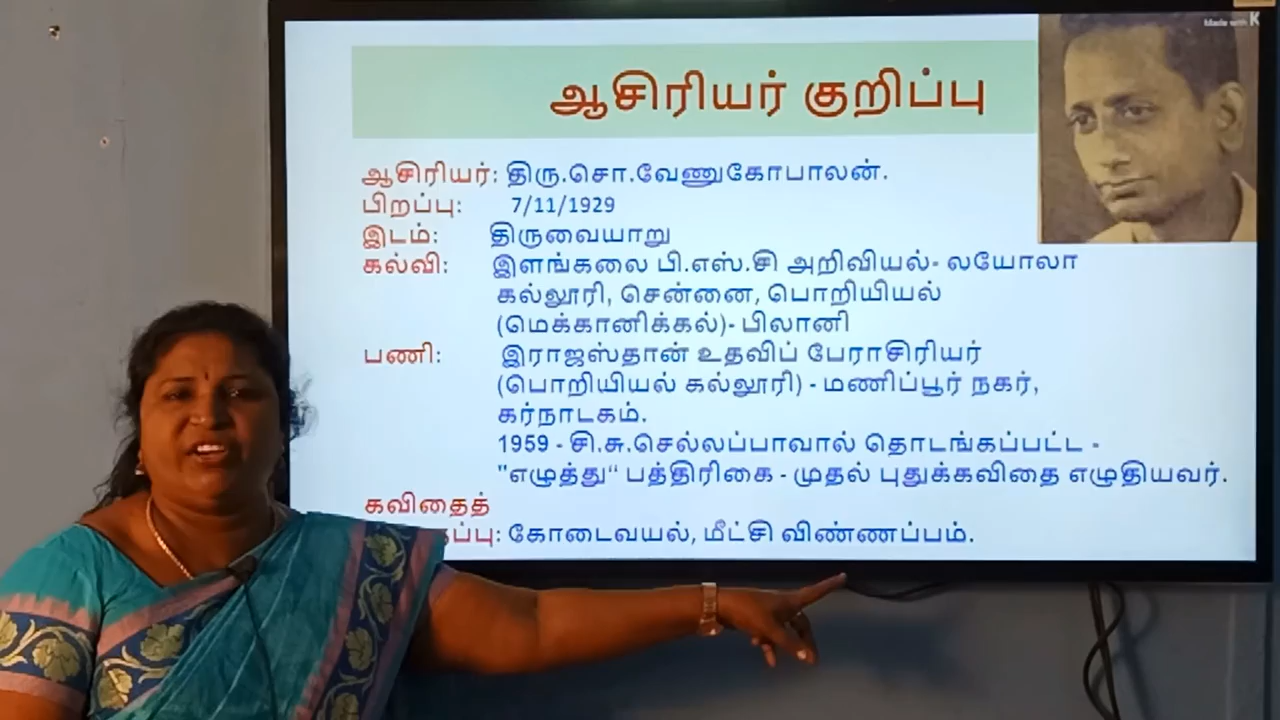 Made with K
ஆசிரியர் குறிப்பு
ஆசிரியர்: திரு.சொ.வேணுகோபாலன்.
பிறப்பு: 7/11/1929
இடம்: திருவையாறு
கல்வி: இளங்கலை பி.எஸ்.சி அறிவியல்- லயோலா
கல்லூரி, சென்னை, பொறியியல்
(மெக்கானிக்கல்)- பிலானி
பணி: இராஜஸ்தான் உதவிப் பேராசிரியர்
(பொறியியல் கல்லூரி) - மணிப்பூர் நகர்,
கர்நாடகம்.
1959 - சி.சு.செல்லப்பாவால் தொடங்கப்பட்ட -
"எழுத்து“ பத்திரிகை - முதல் புதுக்கவிதை எழுதியவர்.
கவிதைத்
கோடைவயல், மீட்சி விண்ணப்பம்.